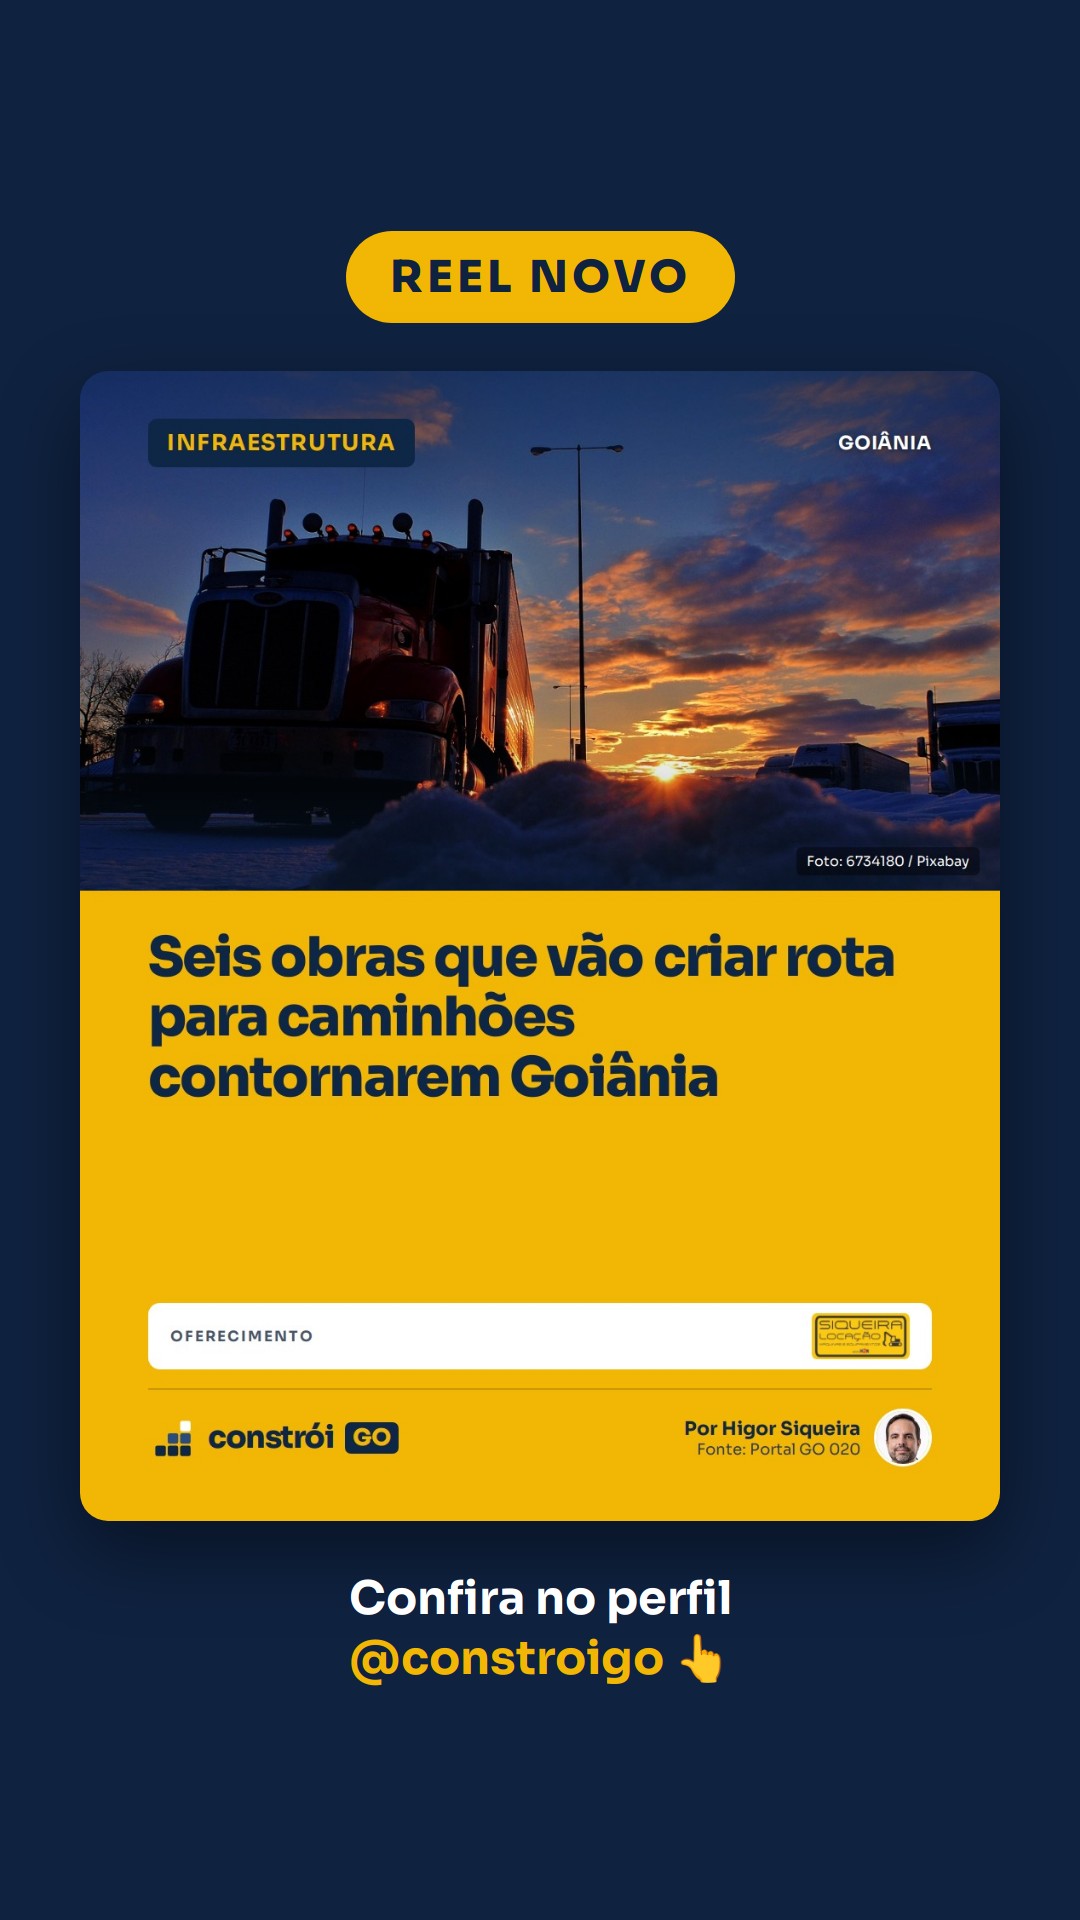 REEL NOVO
INFRAESTRUTURA
GOIÂNIA
Foto: 6734180 / Pixabay
Seis obras que vão criar rota
para caminhões
contornarem Goiânia
OFERECIMENTO
SIQUEIRA
LOCAÇÃO
constrói GO
Por Higor Siqueira
Fonte: Portal GO 020
Confira no perfil
@constroigo 👆